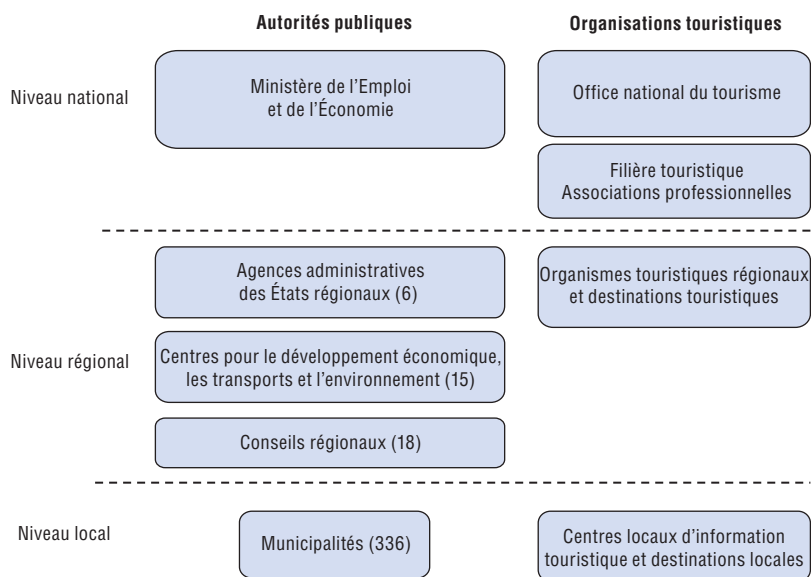 Autorités publiques
Organisations touristiques
Niveau national
Ministère de l'Emploi
et de l'Économie
Office national du tourisme
Filière touristique
Associations professionnelles
Niveau régional
Agences administratives
des États régionaux (6)
Organismes touristiques régionaux
et destinations touristiques
Centres pour le développement économique,
les transports et l'environnement (15)
Conseils régionaux (18)
Niveau local
Municipalités (336)
Centres locaux d'information
touristique et destinations locales